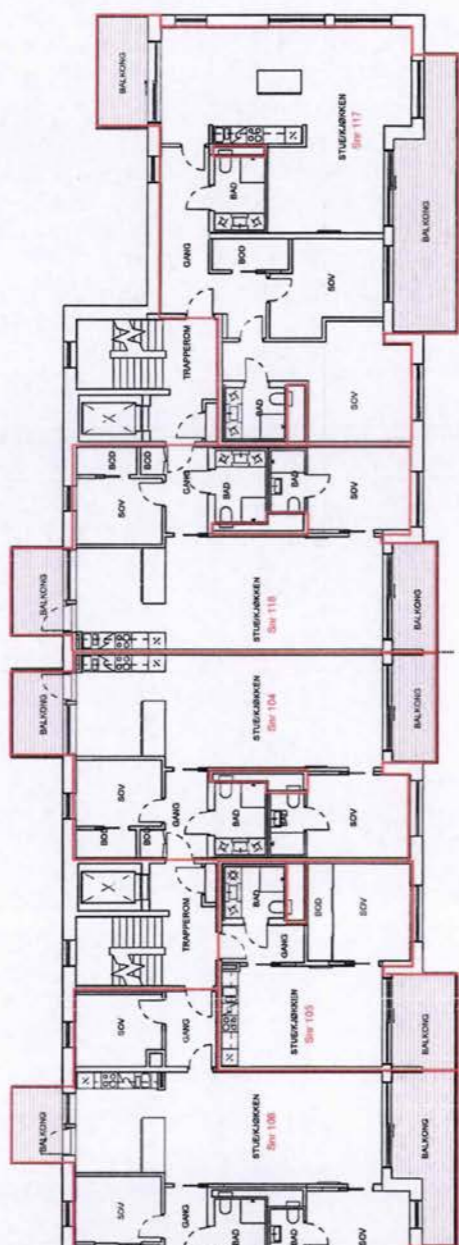 BALKONG
STUE/KJØKKEN
Snr 117
BALKONG
BAD
GANG
BOD
SOV
TRAPPEROM
BAD
SOV
BOD
BOD
GANG
BAD
BAD
SOV
SOV
BALKONG
STUE/KJØKKEN
Snr 118
BALKONG
BALKONG
STUE/KJØKKEN
Snr 104
BALKONG
SOV
GANG
BAD
BAD
SOV
BOD
BOD
TRAPPEROM
BAD
BOD
SOV
GANG
SOV
GANG
STUE/KJØKKEN
Snr 105
BALKONG
BALKONG
STUE/KJØKKEN
Snr 106
BALKONG
SOV
GANG
BAD
BAD
SOV